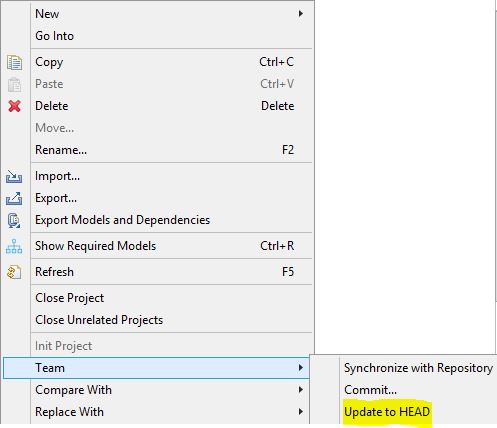 New
Go Into
Copy Ctrl+C
Paste Ctrl+V
Delete Delete
Move...
Rename... F2
Import...
Export...
Export Models and Dependencies
Show Required Models Ctrl+R
Refresh F5
Close Project
Close Unrelated Projects
Init Project
Team
Compare With
Replace With
Synchronize with Repository
Commit...
Update to HEAD